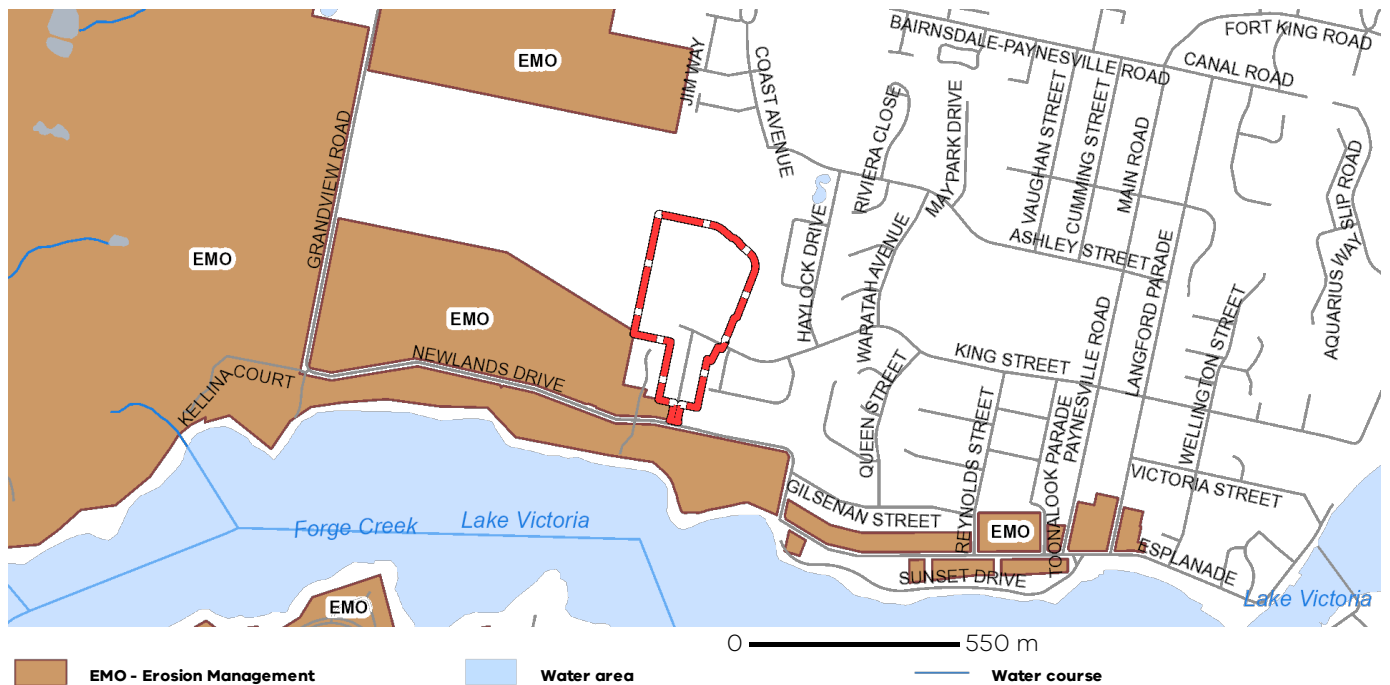 FORT KING ROAD
BAIRNSDALE-PAYNESVILLE ROAD
CANAL ROAD
EMO
JIM WAY
COAST AVENUE
RIVIERA CLOSE
MAYPARK DRIVE
VAUGHAN STREET
CUMMING STREET
MAIN ROAD
SLIP ROAD
GRANDVIEW ROAD
HAYLOCK DRIVE
WARATAH AVENUE
ASHLEY STREET
LANGFORD PARADE
AQUARIUS WAY
EMO
EMO
NEWLANDS DRIVE
KELLINA COURT
KING STREET
PAYNESVILLE ROAD
WELLINGTON STREET
QUEEN STREET
REYNOLDS STREET
TOONALOOK PARADE
VICTORIA STREET
GILSENAN STREET
EMO
ESPLANADE
SUNSET DRIVE
Forge Creek
Lake Victoria
Lake Victoria
EMO
0 550 m
EMO - Erosion Management
Water area
Water course